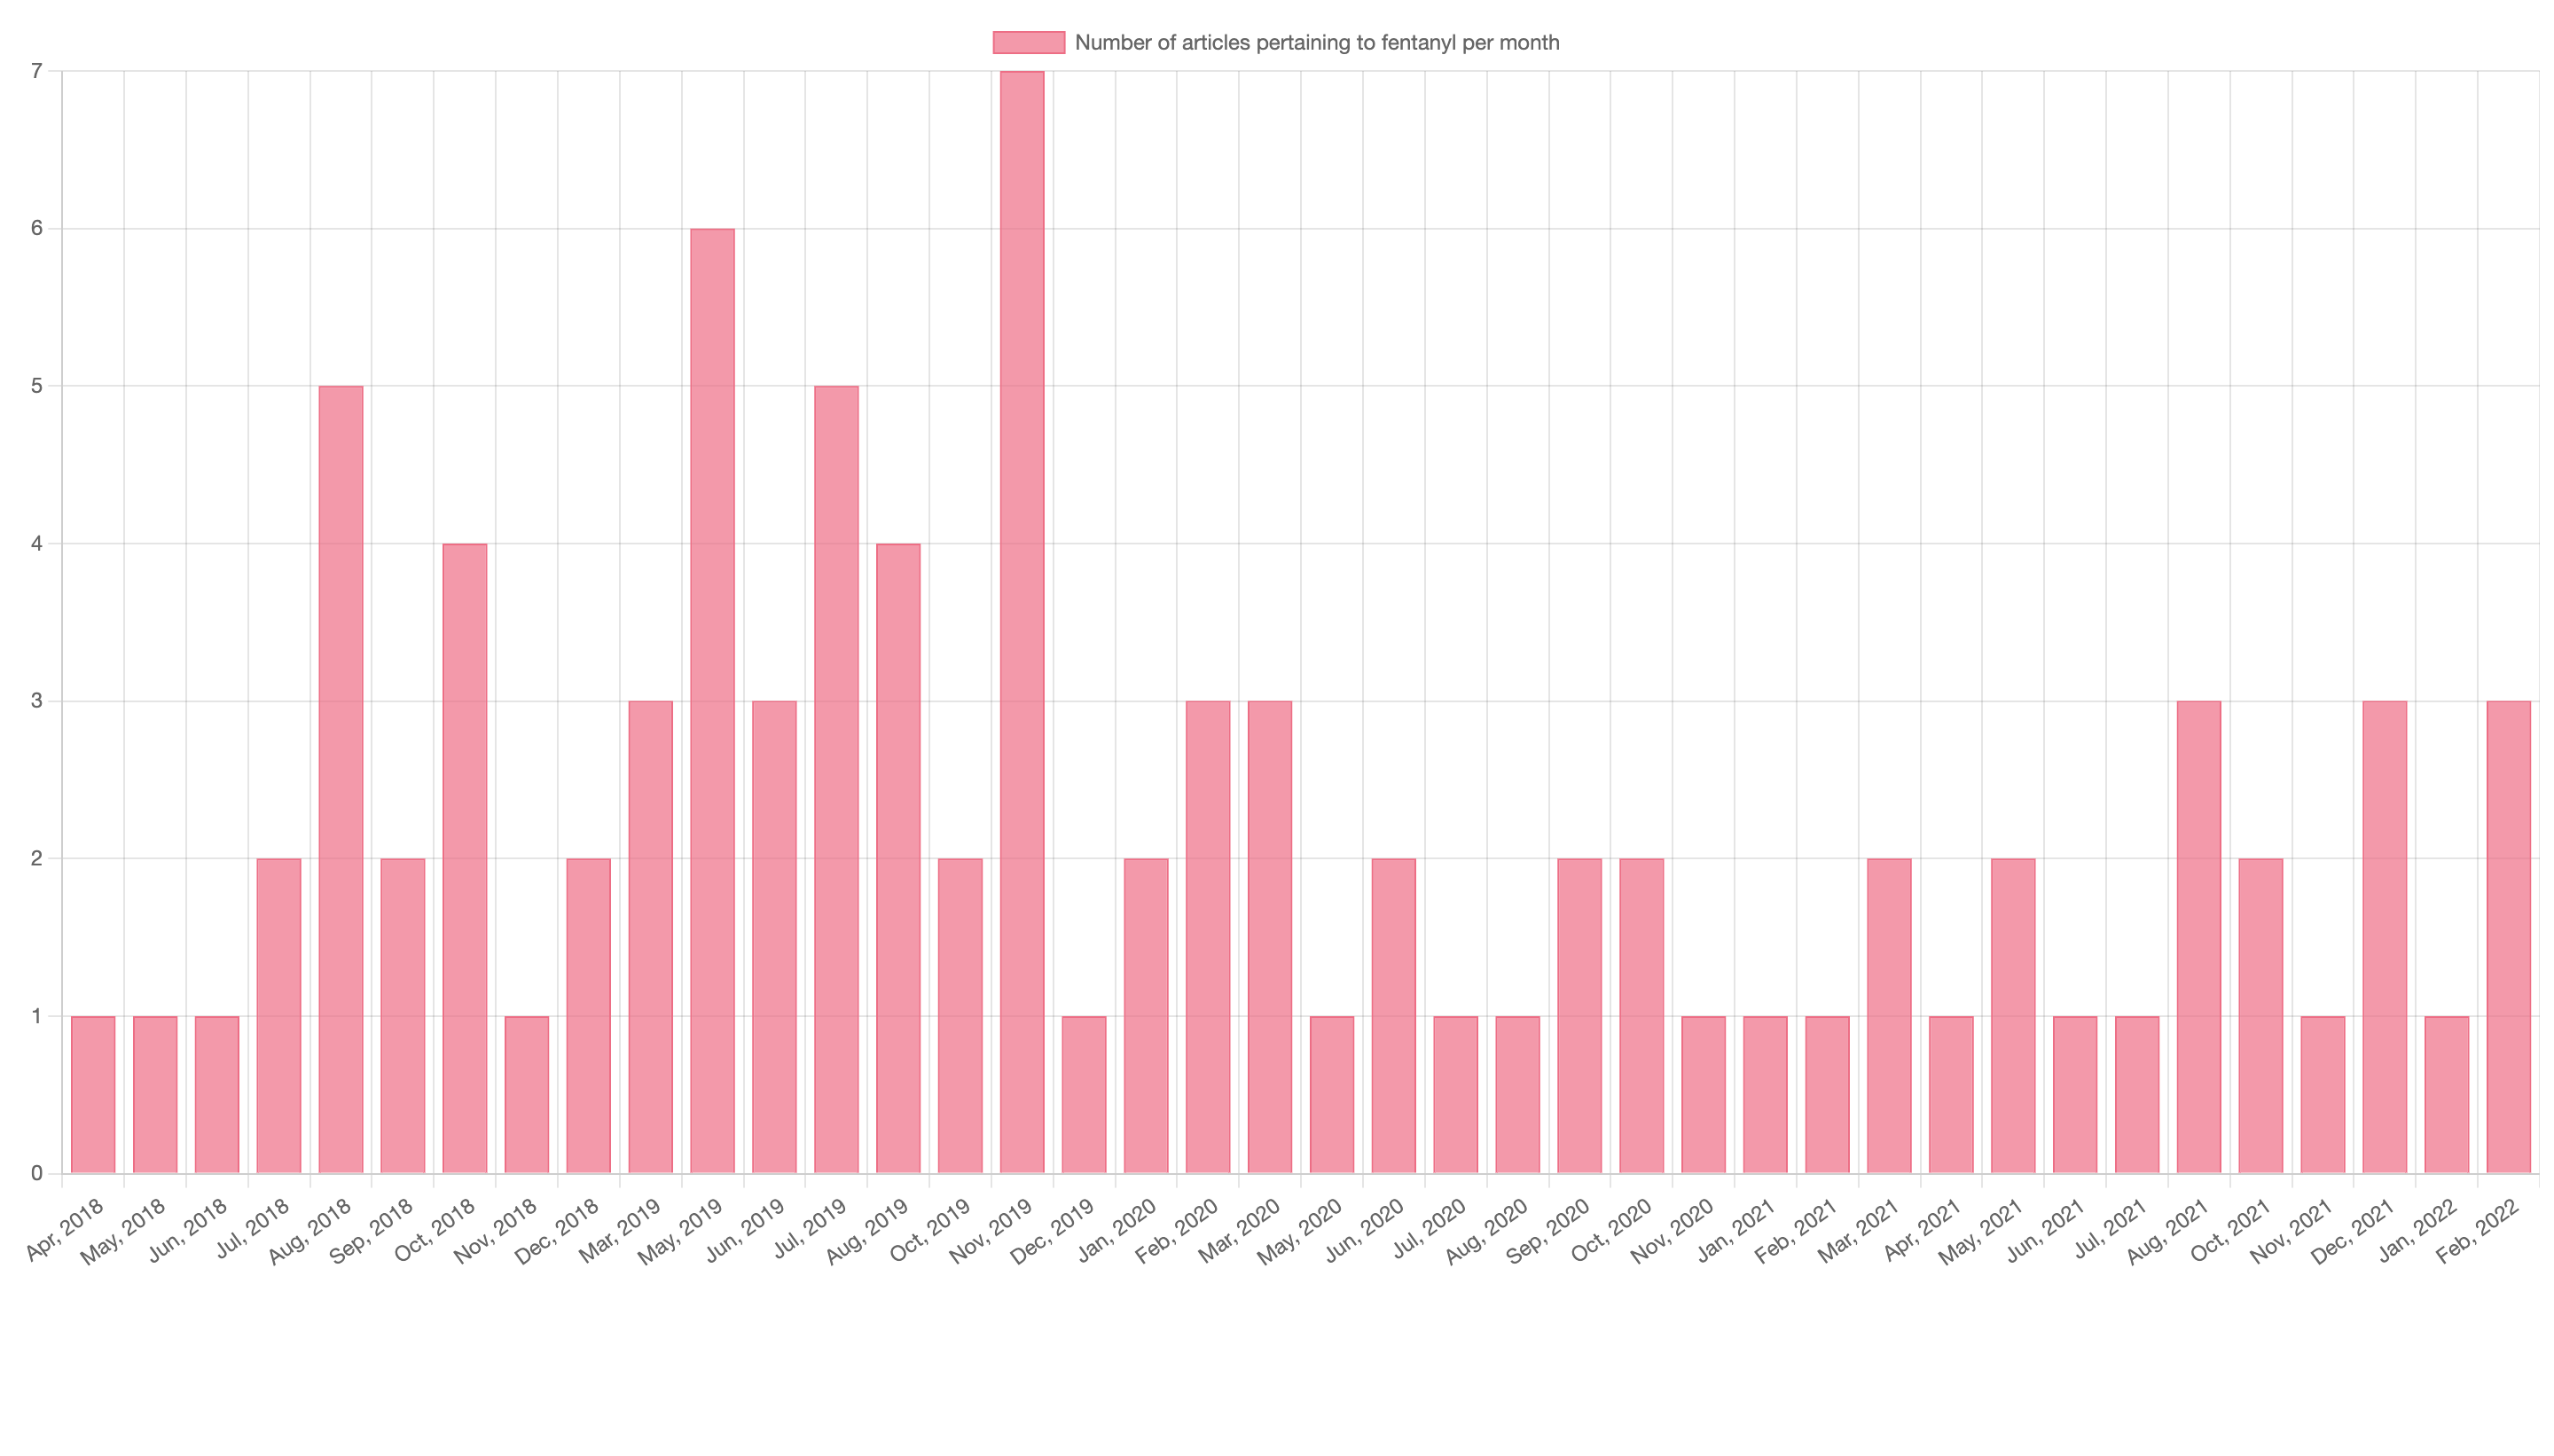 Number of articles pertaining to fentanyl per month
7
6
5
4
3
2
1
0
Apr, 2018
May, 2018
Jun, 2018
Jul, 2018
Aug, 2018
Sep, 2018
Oct, 2018
Nov, 2018
Dec, 2018
Mar, 2019
May, 2019
Jun, 2019
Jul, 2019
Aug, 2019
Oct, 2019
Nov, 2019
Dec, 2019
Jan, 2020
Feb, 2020
Mar, 2020
May, 2020
Jun, 2020
Jul, 2020
Aug, 2020
Sep, 2020
Oct, 2020
Nov, 2020
Jan, 2021
Feb, 2021
Mar, 2021
Apr, 2021
May, 2021
Jun, 2021
Jul, 2021
Aug, 2021
Oct, 2021
Nov, 2021
Dec, 2021
Jan, 2022
Feb, 2022